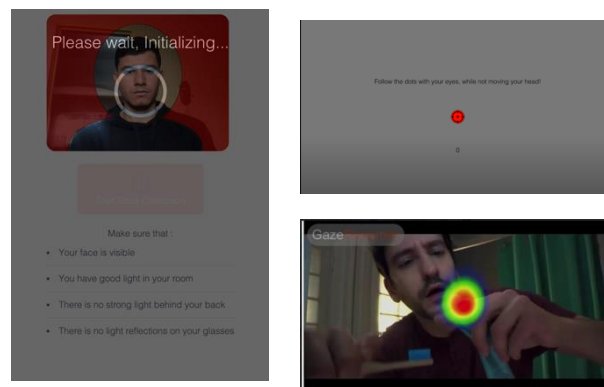 Please wait, Initializing...
Make sure that :
Your face is visible
You have good light in your room
There is no strong light behind your back
There is no light reflections on your glasses
Follow the dots with your eyes, while not moving your head!
Gaze